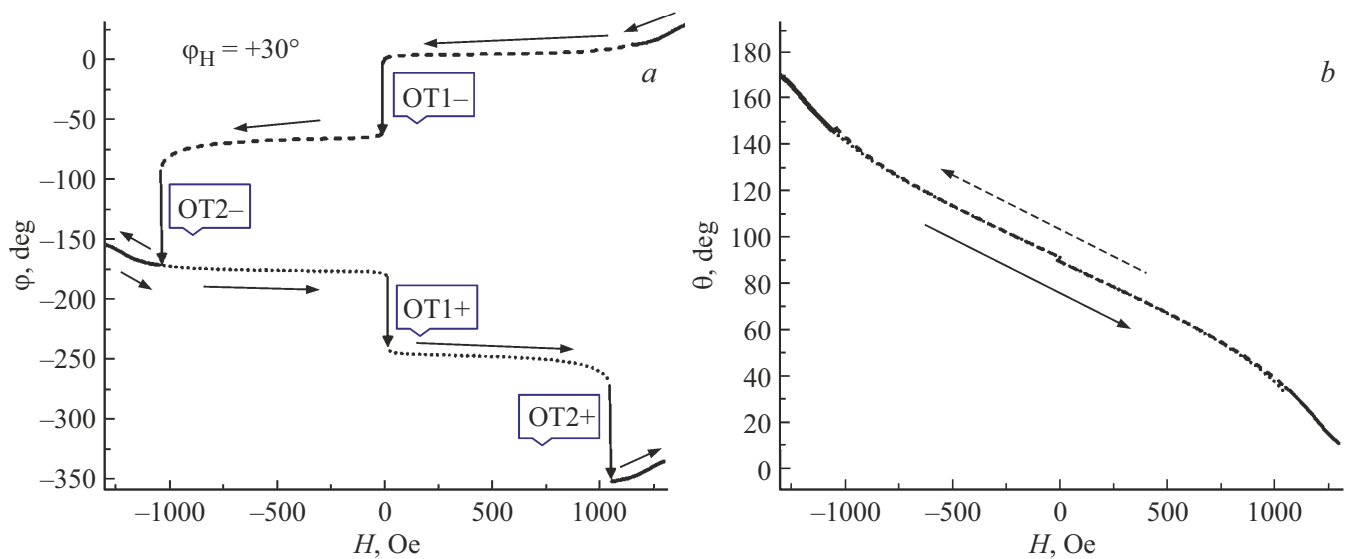 φ_H = +30°
a
0
–50
–100
–150
–200
–250
–300
–350
φ, deg
OT1–
OT2–
OT1+
OT2+
–1000
–500
0
500
1000
H, Oe
b
180
160
140
120
100
80
60
40
20
0
θ, deg
–1000
–500
0
500
1000
H, Oe